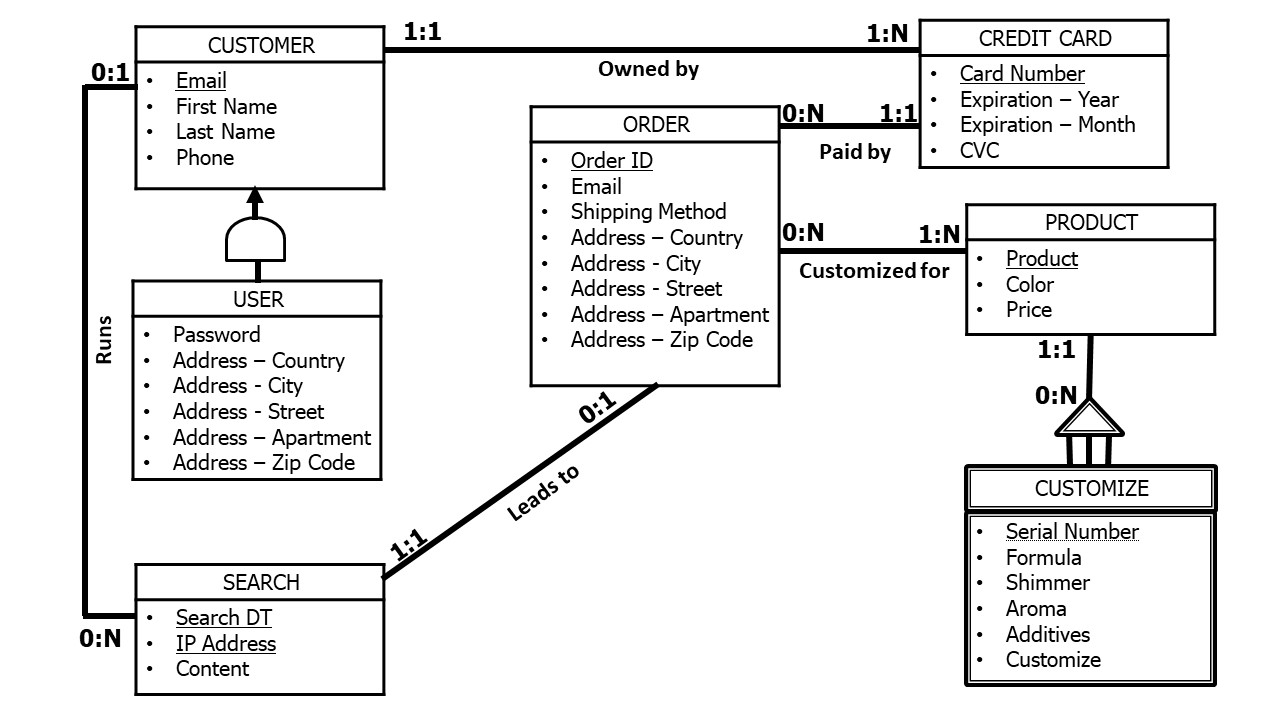 CUSTOMER
• Email
• First Name
• Last Name
• Phone
1:1
1:N
Owned by
CREDIT CARD
• Card Number
• Expiration – Year
• Expiration – Month
• CVC
0:1
Runs
0:N
ORDER
• Order ID
• Email
• Shipping Method
• Address – Country
• Address - City
• Address - Street
• Address – Apartment
• Address – Zip Code
0:N
1:1
Paid by
0:N
1:N
Customized for
PRODUCT
• Product
• Color
• Price
USER
• Password
• Address – Country
• Address - City
• Address - Street
• Address – Apartment
• Address – Zip Code
1:1
0:N
0:1
Leads to
1:1
CUSTOMIZE
• Serial Number
• Formula
• Shimmer
• Aroma
• Additives
• Customize
SEARCH
• Search DT
• IP Address
• Content